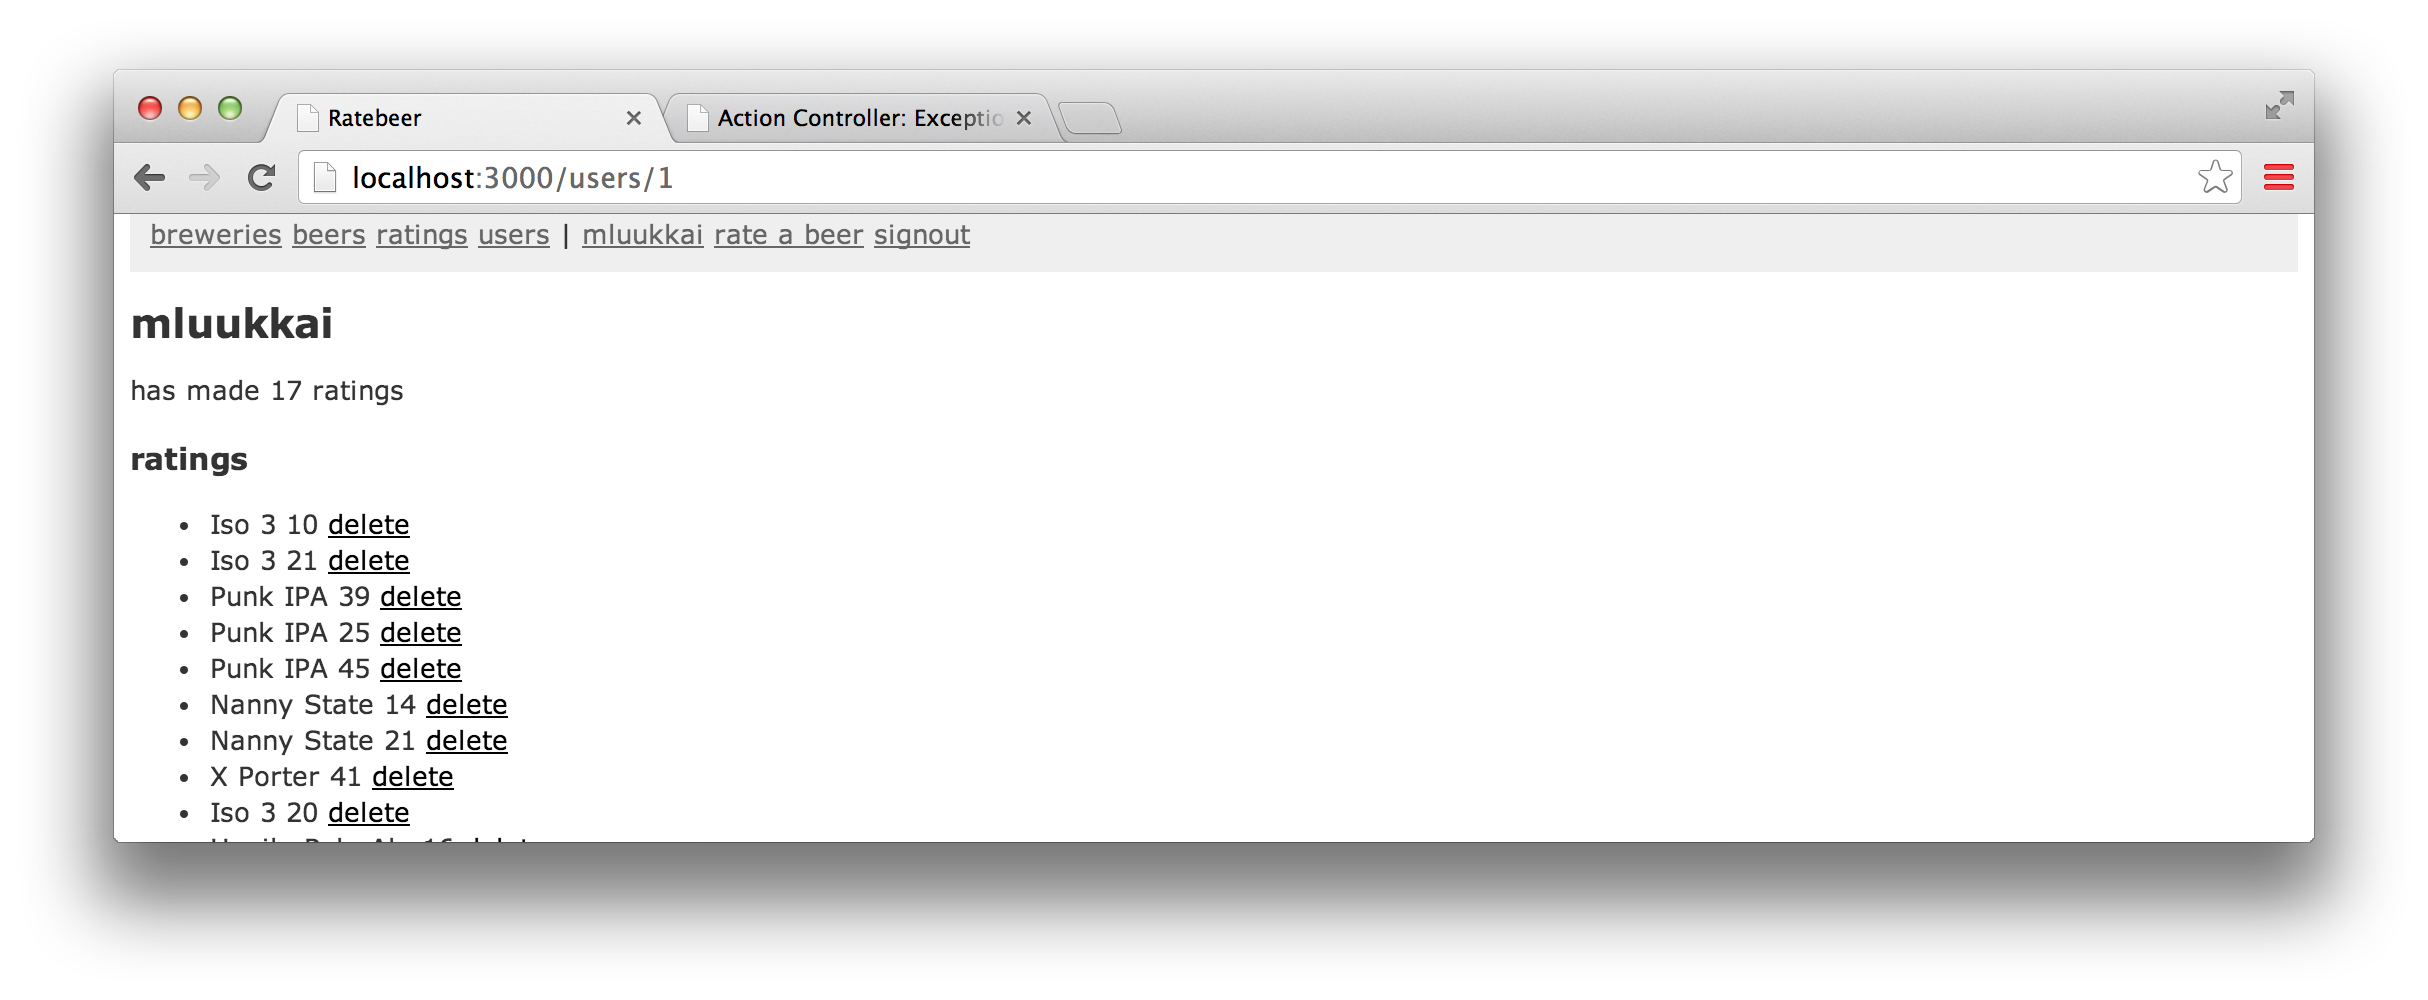 Ratebeer
Action Controller: Exceptio
localhost:3000/users/1
breweries beers ratings users | mluukkai rate a beer signout
mluukkai
has made 17 ratings
ratings
• Iso 3 10 delete
• Iso 3 21 delete
• Punk IPA 39 delete
• Punk IPA 25 delete
• Punk IPA 45 delete
• Nanny State 14 delete
• Nanny State 21 delete
• X Porter 41 delete
• Iso 3 20 delete